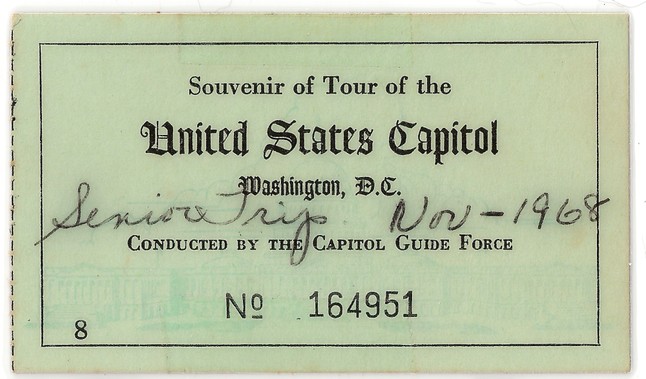 Souvenir of Tour of the
United States Capitol
Washington, D.C.
Senior Trip Nov - 1968
CONDUCTED BY THE CAPITOL GUIDE FORCE
Nº 164951
8